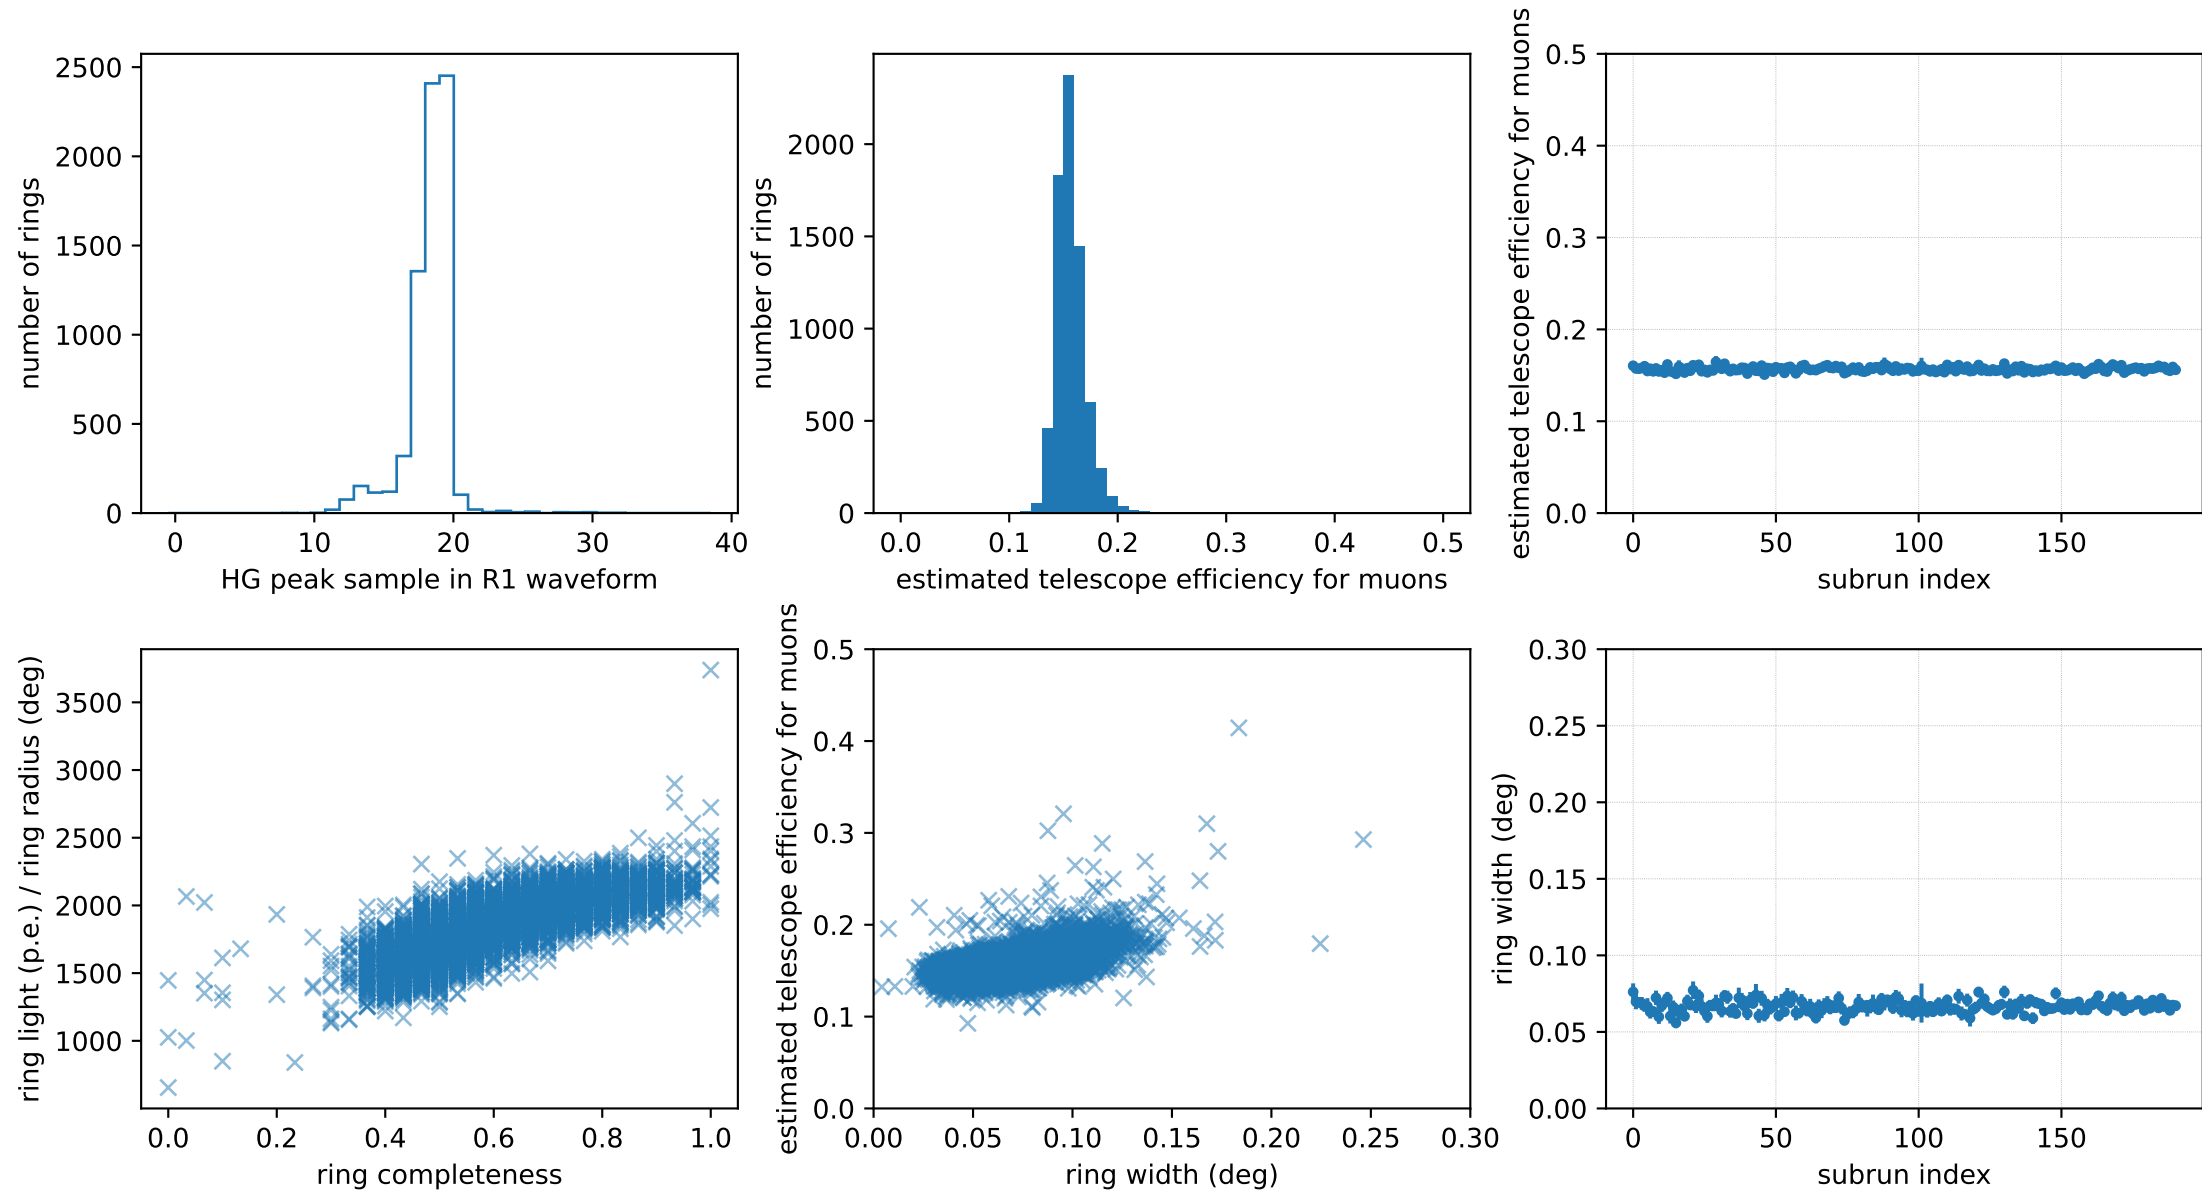 number of rings
2500
2000
1500
1000
500
0
0 10 20 30 40
HG peak sample in R1 waveform
number of rings
2000
1500
1000
500
0
0.0 0.1 0.2 0.3 0.4 0.5
estimated telescope efficiency for muons
estimated telescope efficiency for muons
0.5
0.4
0.3
0.2
0.1
0.0
0 50 100 150
subrun index
ring light (p.e.) / ring radius (deg)
3500
3000
2500
2000
1500
1000
0.0 0.2 0.4 0.6 0.8 1.0
ring completeness
estimated telescope efficiency for muons
0.5
0.4
0.3
0.2
0.1
0.0
0.00 0.05 0.10 0.15 0.20 0.25 0.30
ring width (deg)
ring width (deg)
0.30
0.25
0.20
0.15
0.10
0.05
0.00
0 50 100 150
subrun index